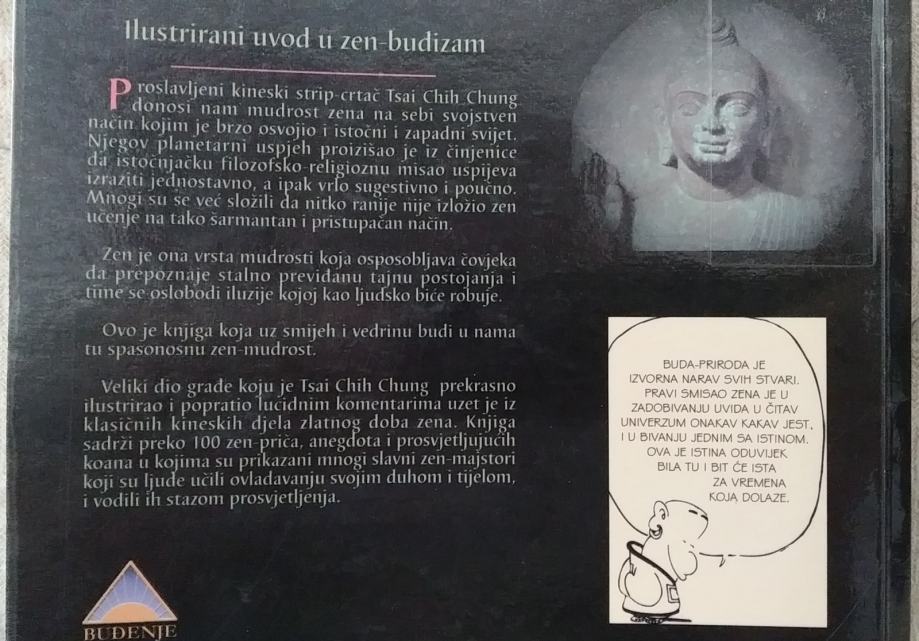 Ilustrirani uvod u zen-budizam
Proslavljeni kineski strip-crtač Tsai Chih Chung
donosi nam mudrost zena na sebi svojstven
način kojim je brzo osvojio i istočni i zapadni svijet.
Njegov planetarni uspjeh proizišao je iz činjenice
da istočnjačku filozofsko-religioznu misao uspijeva
izraziti jednostavno, a ipak vrlo sugestivno i poučno.
Mnogi su se već složili da nitko ranije nije izložio zen
učenje na tako šarmantan i pristupačan način.
Zen je ona vrsta mudrosti koja osposobljava čovjeka
da prepoznaje stalno previđanu tajnu postojanja i
time se oslobodi iluzije kojoj kao ljudsko biće robuje.
Ovo je knjiga koja uz smijeh i vedrinu budi u nama
tu spasonosnu zen-mudrost.
Veliki dio građe koju je Tsai Chih Chung prekrasno
ilustrirao i popratio lucidnim komentarima uzet je iz
klasičnih kineskih djela zlatnog doba zena. Knjiga
sadrži preko 100 zen-priča, anegdota i prosvjetljujućih
koana u kojima su prikazani mnogi slavni zen-majstori
koji su ljude učili ovladavanju svojim duhom i tijelom,
i vodili ih stazom prosvjetljenja.
BUĐENJE
BUDA-PRIRODA JE
IZVORNA NARAV SVIH STVARI.
PRAVI SMISAO ZENA JE U
ZADOBIVANJU UVIDA U ČITAV
UNIVERZUM ONAKAV KAKAV JEST,
I U BIVANJU JEDNIM SA ISTINOM.
OVA JE ISTINA ODUVIJEK
BILA TU I BIT ĆE ISTA
ZA VREMENA
KOJA DOLAZE.